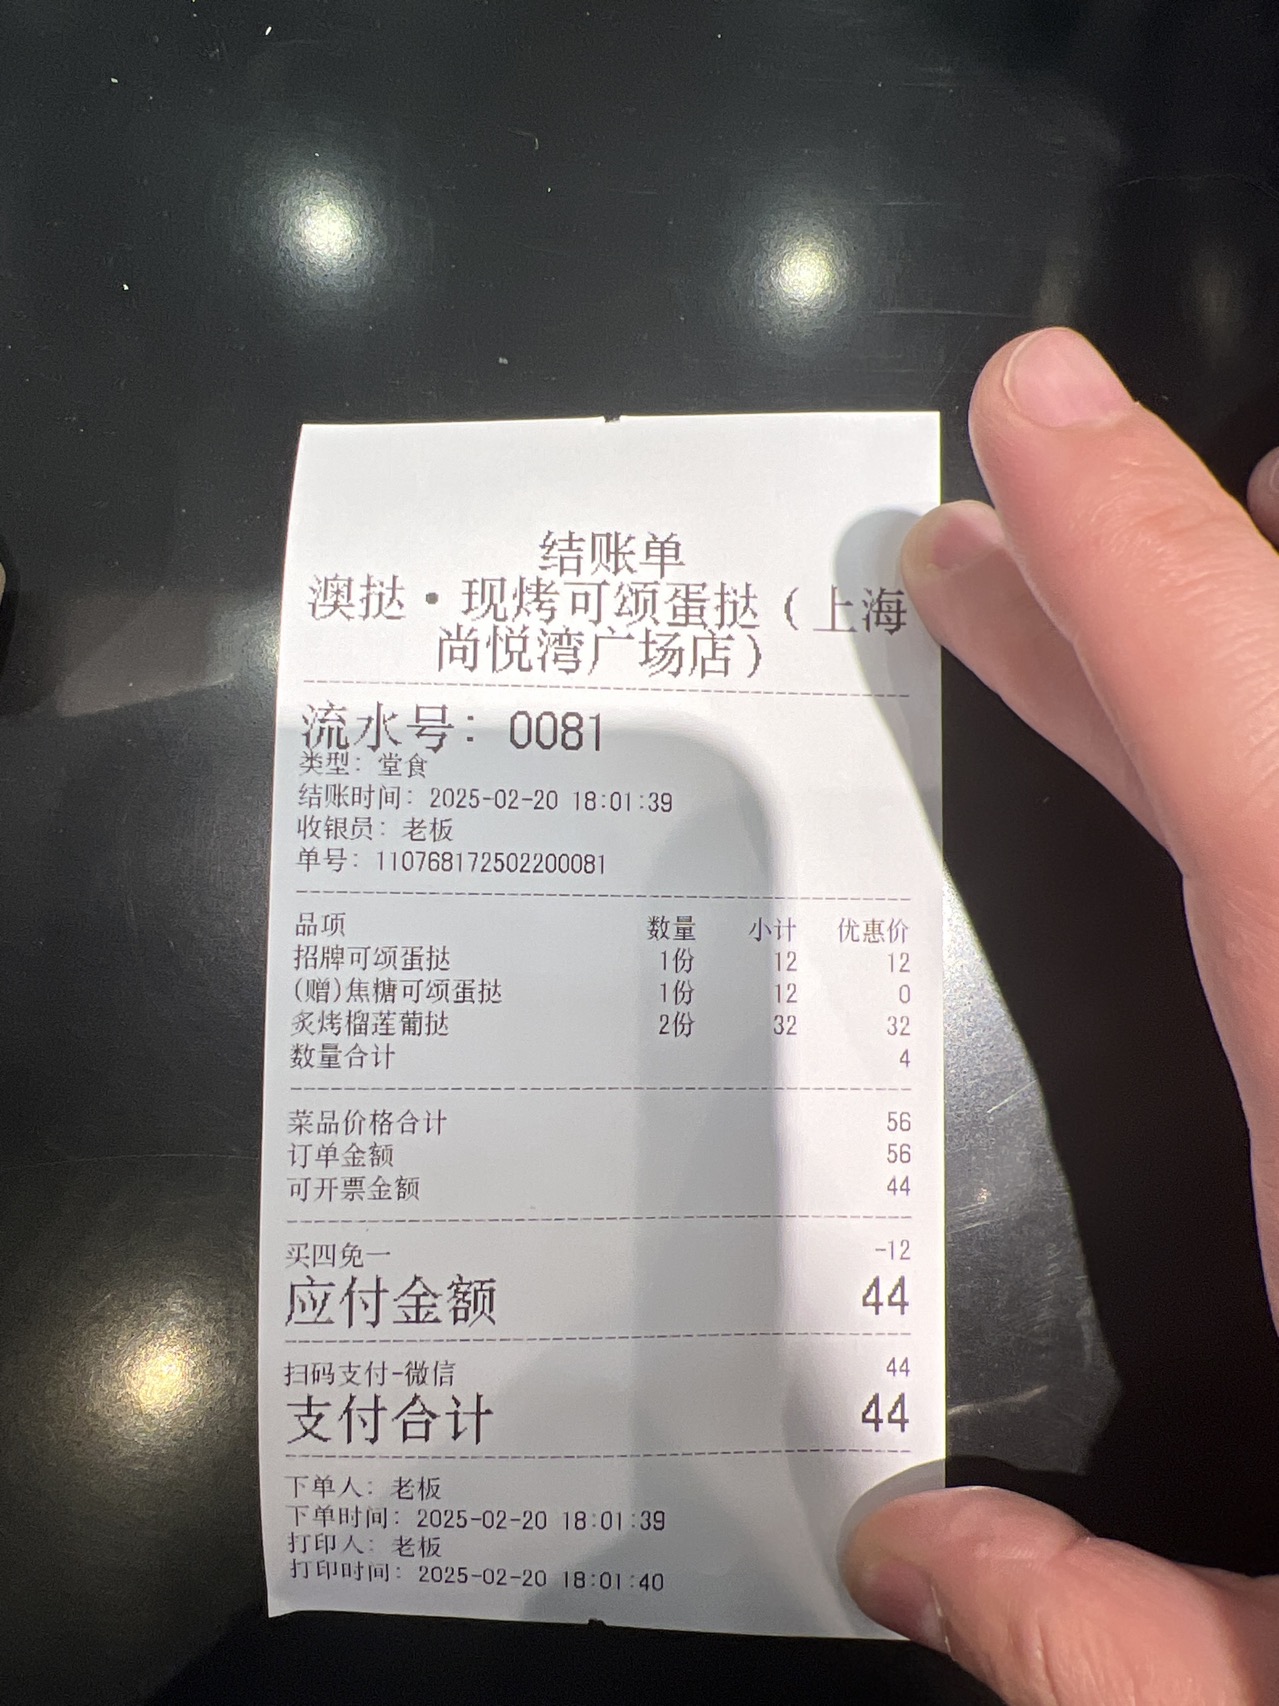 结账单
澳挞·现烤可颂蛋挞（上海
尚悦湾广场店）
流水号：0081
类型：堂食
结账时间：2025-02-20 18:01:39
收银员：老板
单号：110768172502200081
品项 数量 小计 优惠价
招牌可颂蛋挞 1份 12 12
(赠)焦糖可颂蛋挞 1份 12 0
炙烤榴莲葡挞 2份 32 32
数量合计 4
菜品价格合计 56
订单金额 56
可开票金额 44
买四免一 -12
应付金额 44
扫码支付-微信 44
支付合计 44
下单人：老板
下单时间：2025-02-20 18:01:39
打印人：老板
打印时间：2025-02-20 18:01:40